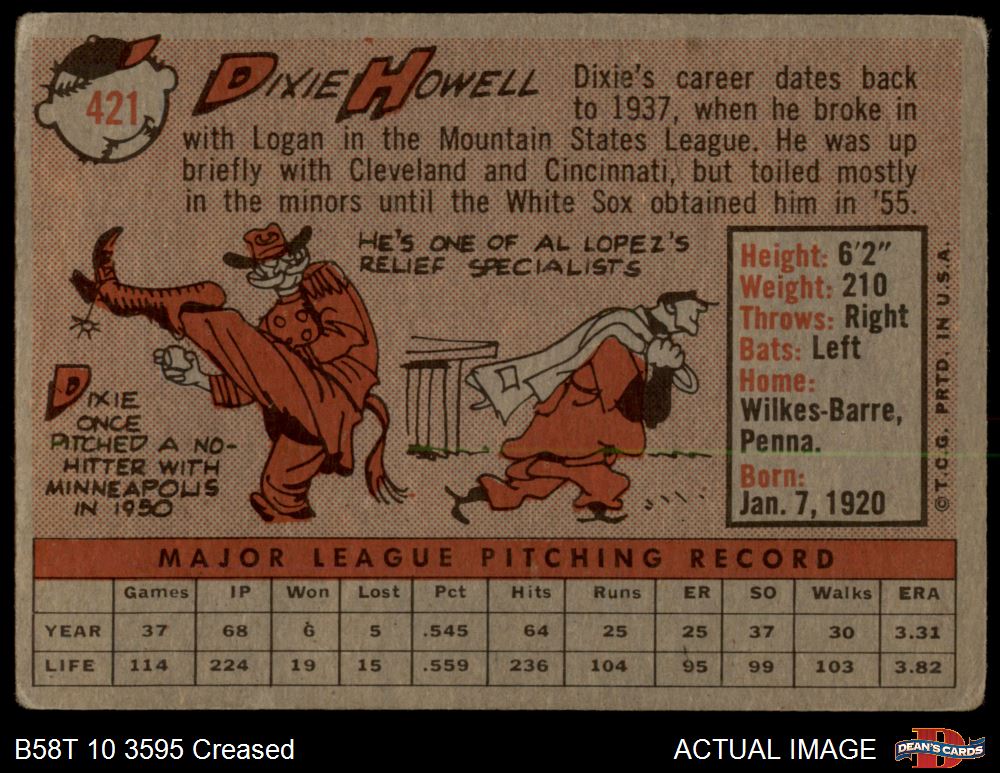 421
DIXIE HOWELL
Dixie's career dates back
to 1937, when he broke in
with Logan in the Mountain States League. He was up
briefly with Cleveland and Cincinnati, but toiled mostly
in the minors until the White Sox obtained him in '55.
HE'S ONE OF AL LOPEZ'S
RELIEF SPECIALISTS
DIXIE
ONCE
PITCHED A NO-
HITTER WITH
MINNEAPOLIS
IN 1950
Height: 6'2"
Weight: 210
Throws: Right
Bats: Left
Home:
Wilkes-Barre,
Penna.
Born:
Jan. 7, 1920
© T.C.G. PRTD. IN U.S.A.
MAJOR LEAGUE PITCHING RECORD
Games IP Won Lost Pct Hits Runs ER SO Walks ERA
YEAR 37 68 6 5 .545 64 25 25 37 30 3.31
LIFE 114 224 19 15 .559 236 104 95 99 103 3.82
B58T 10 3595 Creased
ACTUAL IMAGE
D
DEAN'S CARDS